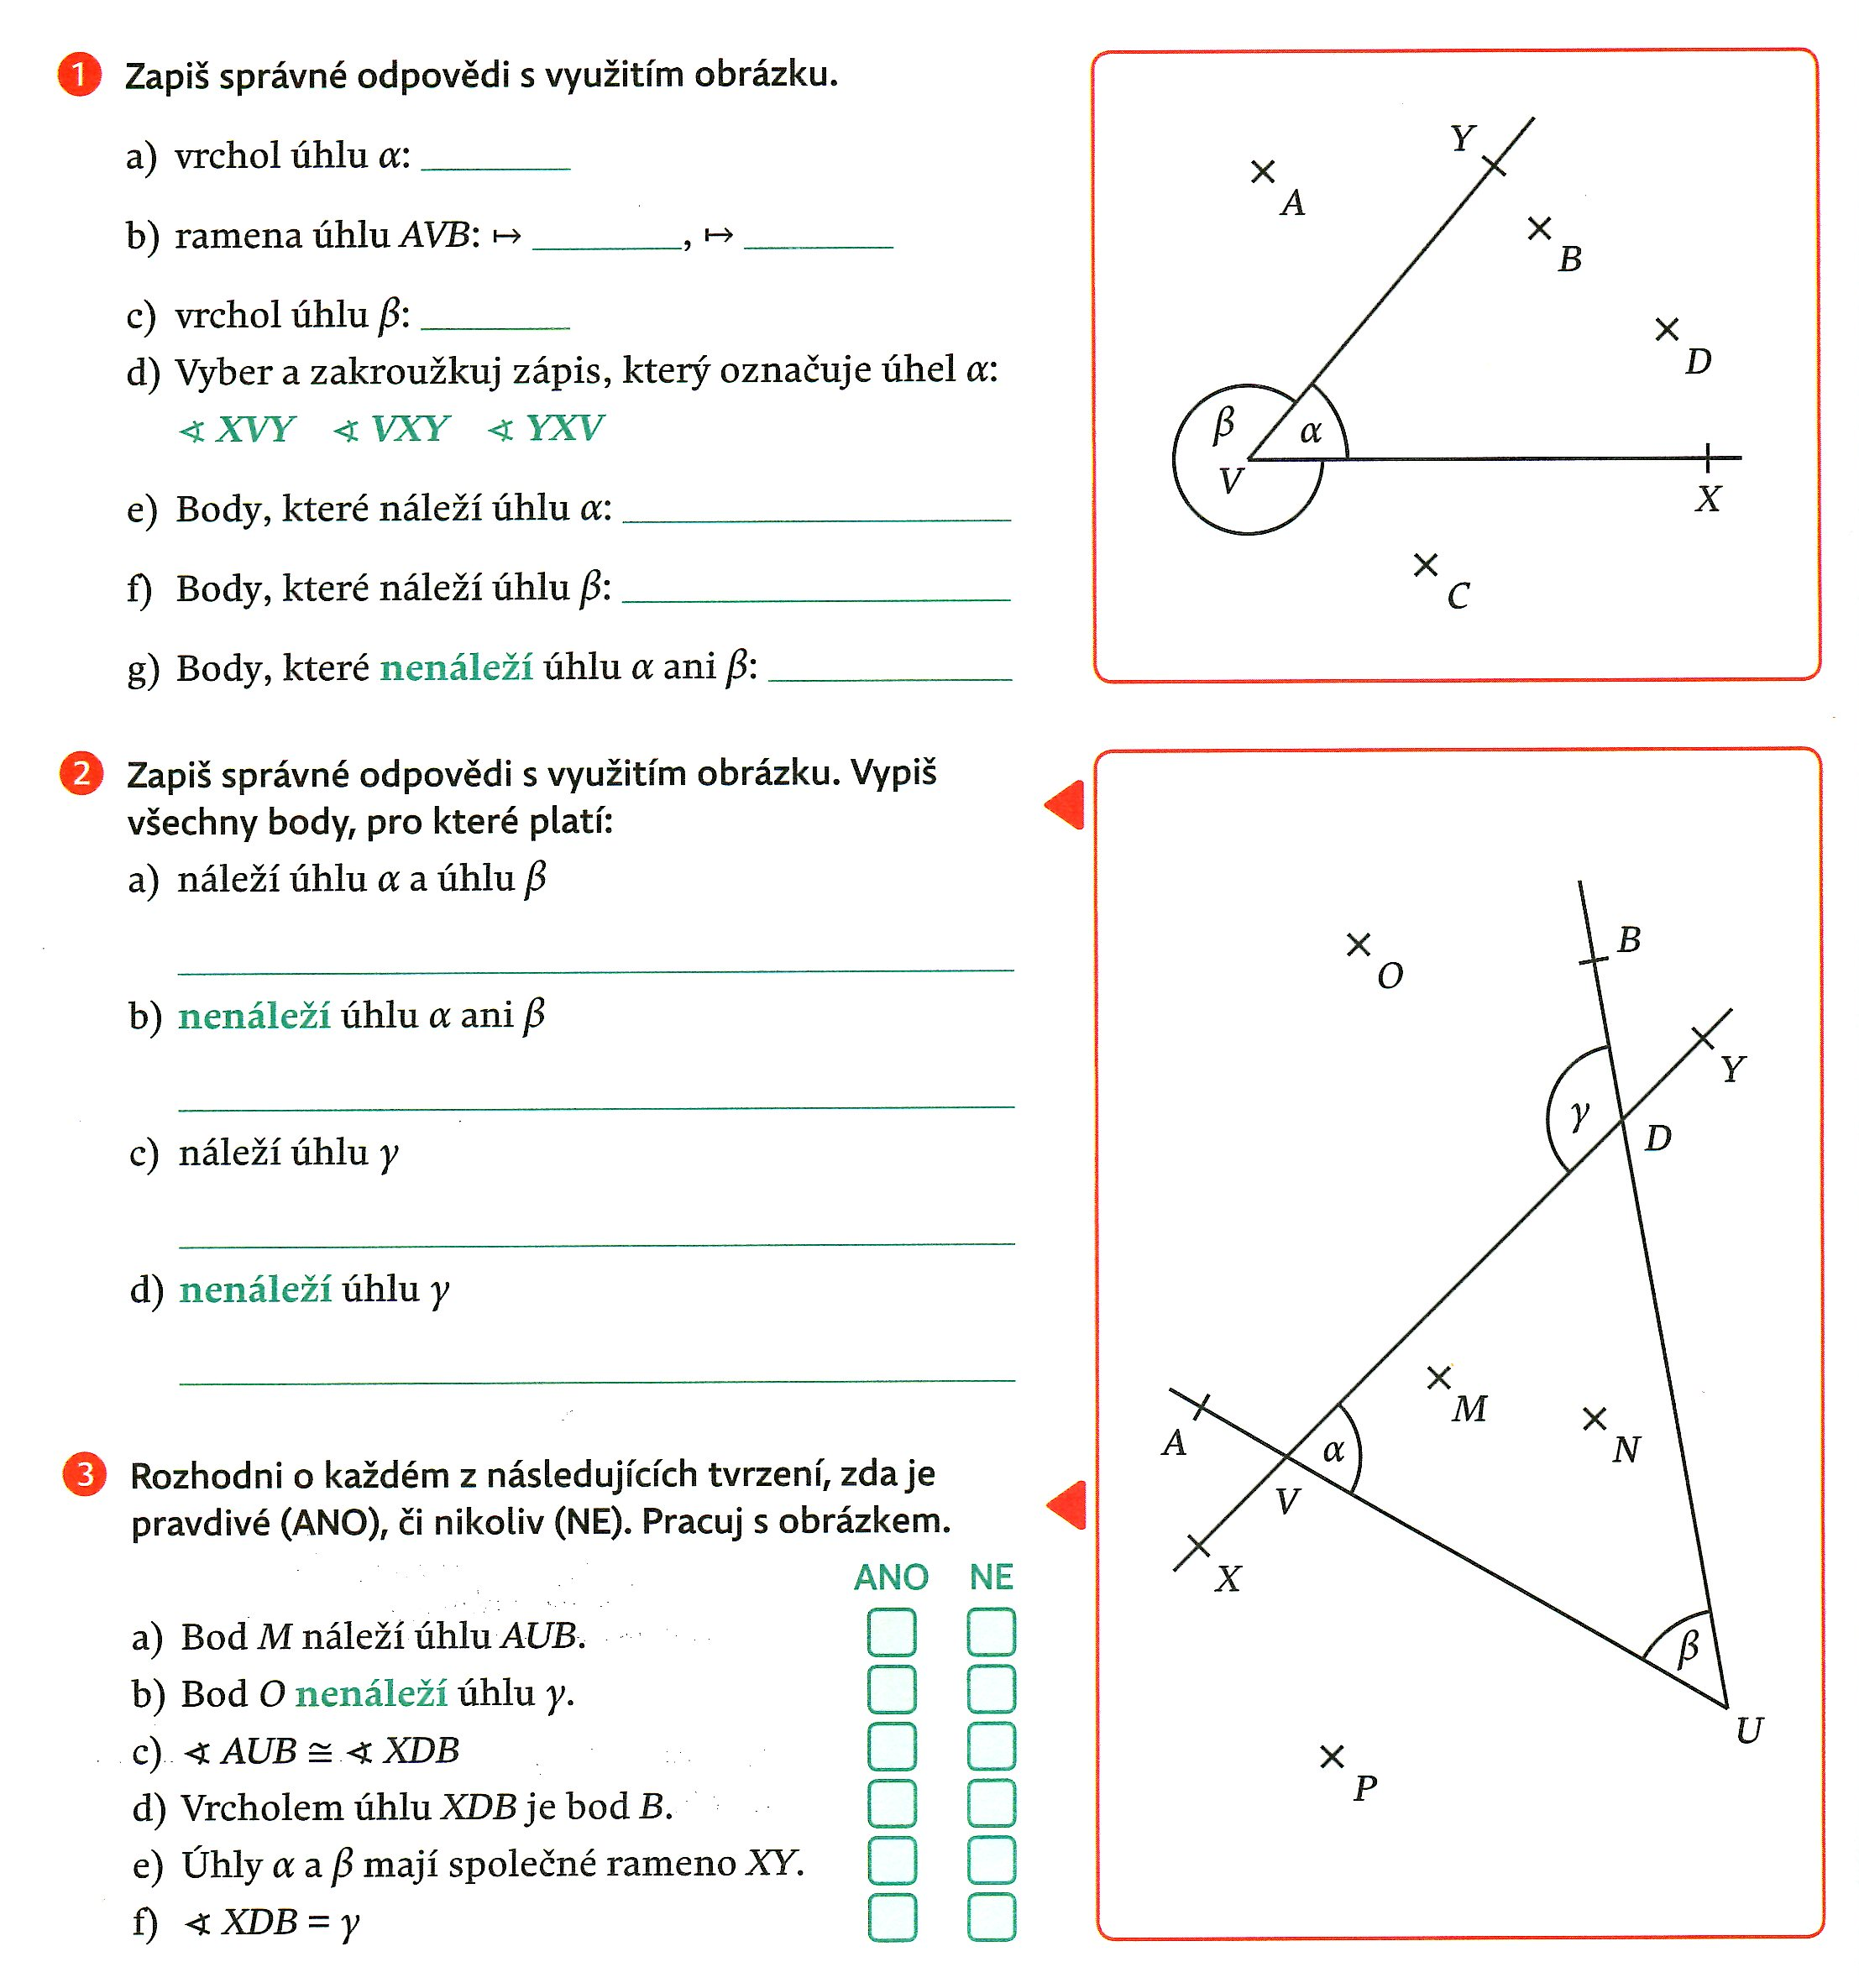 1 Zapiš správné odpovědi s využitím obrázku.
a) vrchol úhlu α:
b) ramena úhlu AVB: ↦ , ↦
c) vrchol úhlu β:
d) Vyber a zakroužkuj zápis, který označuje úhel α:
∢ XVY ∢ VXY ∢ YXV
e) Body, které náleží úhlu α:
f) Body, které náleží úhlu β:
g) Body, které nenáleží úhlu α ani β:
Y
A
B
D
β
α
V
X
C
2 Zapiš správné odpovědi s využitím obrázku. Vypiš
všechny body, pro které platí:
a) náleží úhlu α a úhlu β
b) nenáleží úhlu α ani β
c) náleží úhlu γ
d) nenáleží úhlu γ
3 Rozhodni o každém z následujících tvrzení, zda je
pravdivé (ANO), či nikoliv (NE). Pracuj s obrázkem.
ANO NE
a) Bod M náleží úhlu AUB.
b) Bod O nenáleží úhlu γ.
c) ∢ AUB ≅ ∢ XDB
d) Vrcholem úhlu XDB je bod B.
e) Úhly α a β mají společné rameno XY.
f) ∢ XDB = γ
B
O
Y
γ
D
M
A
α
N
V
X
β
U
P